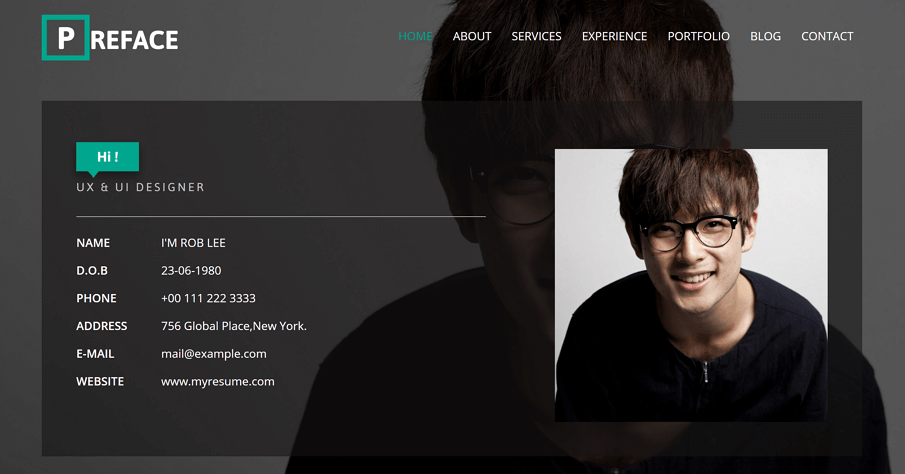 PREFACE
HOME ABOUT SERVICES EXPERIENCE PORTFOLIO BLOG CONTACT
Hi !
UX & UI DESIGNER
NAME I'M ROB LEE
D.O.B 23-06-1980
PHONE +00 111 222 3333
ADDRESS 756 Global Place,New York.
E-MAIL mail@example.com
WEBSITE www.myresume.com